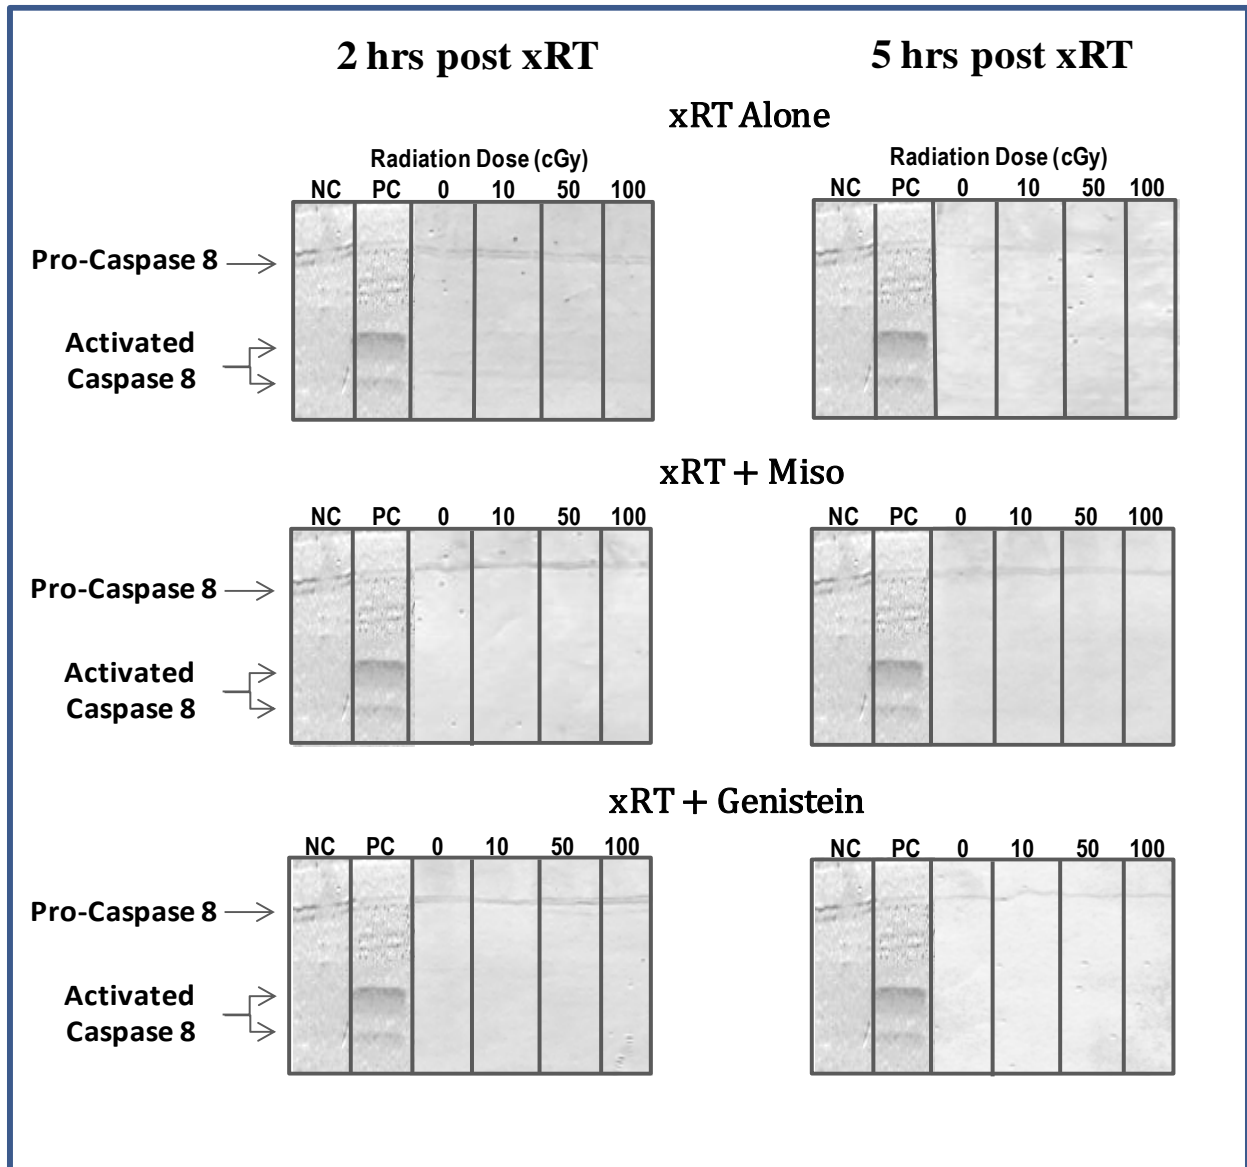 2 hrs post xRT 5 hrs post xRT
xRT Alone
Radiation Dose (cGy) Radiation Dose (cGy)
NC PC 0 10 50 100 NC PC 0 10 50 100
Pro-Caspase 8
Activated
Caspase 8
xRT + Miso
NC PC 0 10 50 100 NC PC 0 10 50 100
Pro-Caspase 8
Activated
Caspase 8
xRT + Genistein
NC PC 0 10 50 100 NC PC 0 10 50 100
Pro-Caspase 8
Activated
Caspase 8